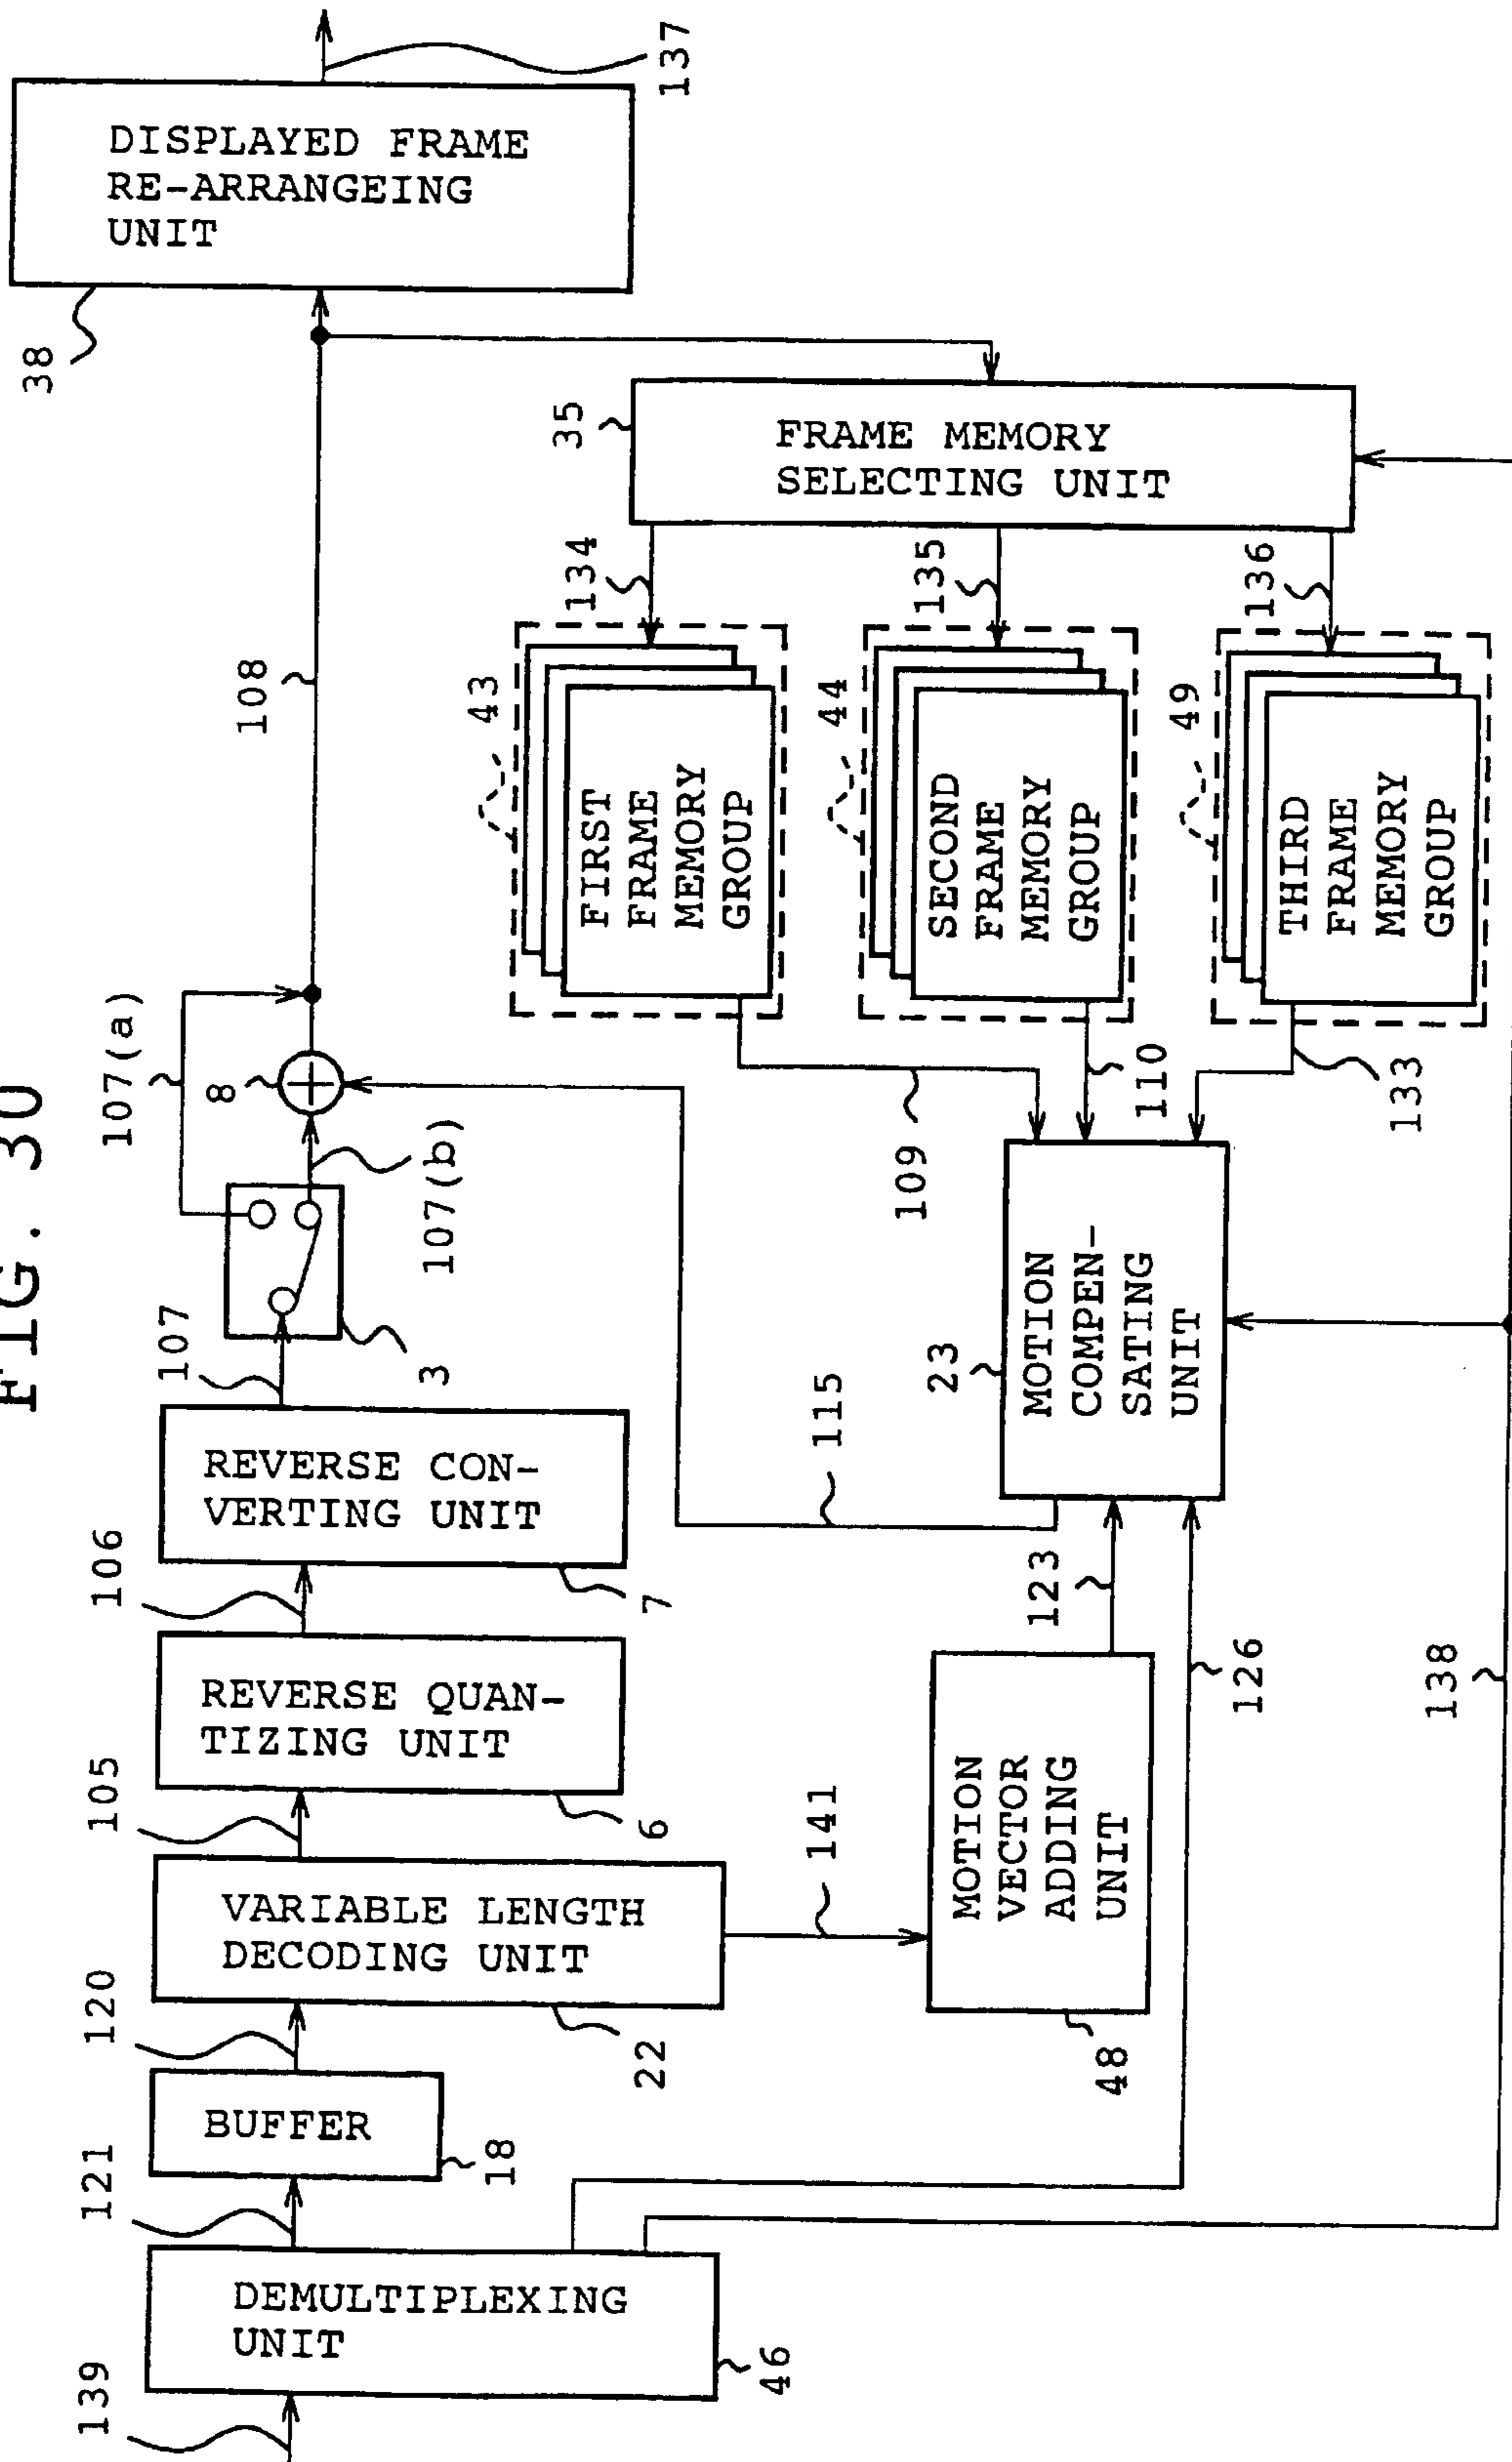 FIG. 30
139
DEMULTIPLEXING
UNIT
46
121
BUFFER
18
120
VARIABLE LENGTH
DECODING UNIT
22
105
REVERSE QUAN-
TIZING UNIT
6
106
REVERSE CON-
VERTING UNIT
7
107
3
107(a)
107(b)
8
108
38
DISPLAYED FRAME
RE-ARRANGEING
UNIT
137
141
MOTION
VECTOR
ADDING
UNIT
48
123
126
138
115
23
MOTION
COMPEN-
SATING
UNIT
109
110
133
43
FIRST
FRAME
MEMORY
GROUP
44
SECOND
FRAME
MEMORY
GROUP
49
THIRD
FRAME
MEMORY
GROUP
134
135
136
35
FRAME MEMORY
SELECTING UNIT